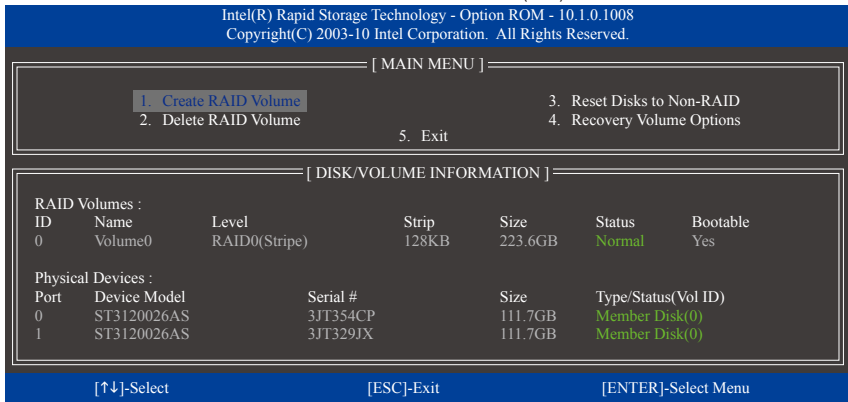 Intel(R) Rapid Storage Technology - Option ROM - 10.1.0.1008
Copyright(C) 2003-10 Intel Corporation. All Rights Reserved.
[ MAIN MENU ]
1. Create RAID Volume 3. Reset Disks to Non-RAID
2. Delete RAID Volume 4. Recovery Volume Options
5. Exit
[ DISK/VOLUME INFORMATION ]
RAID Volumes :
ID Name Level Strip Size Status Bootable
0 Volume0 RAID0(Stripe) 128KB 223.6GB Normal Yes
Physical Devices :
Port Device Model Serial # Size Type/Status(Vol ID)
0 ST3120026AS 3JT354CP 111.7GB Member Disk(0)
1 ST3120026AS 3JT329JX 111.7GB Member Disk(0)
[↑↓]-Select [ESC]-Exit [ENTER]-Select Menu